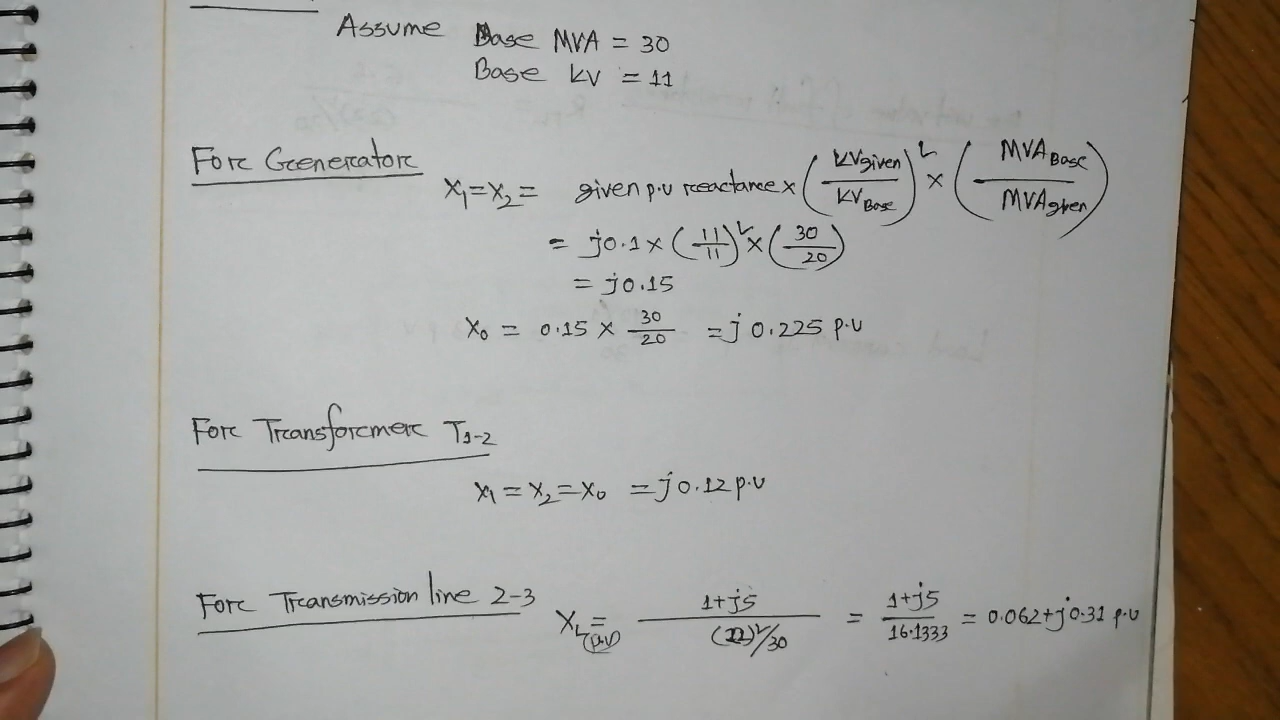 Assume Base MVA = 30
Base kV = 11
For Generator
X₁=X₂= given p.u reactance × (kVgiven / kVBase)² × (MVABase / MVAgiven)
= j0.1 × (11/11)² × (30/20)
= j0.15
X₀ = 0.15 × 30/20 = j 0.225 p.u
For Transformer T₁₋₂
X₁ = X₂ = X₀ = j0.12 p.u
For Transmission line 2-3 X_L(p.u) = (1+j5) / ((22)²/30) = (1+j5) / 16.1333 = 0.062+j0.31 p.u